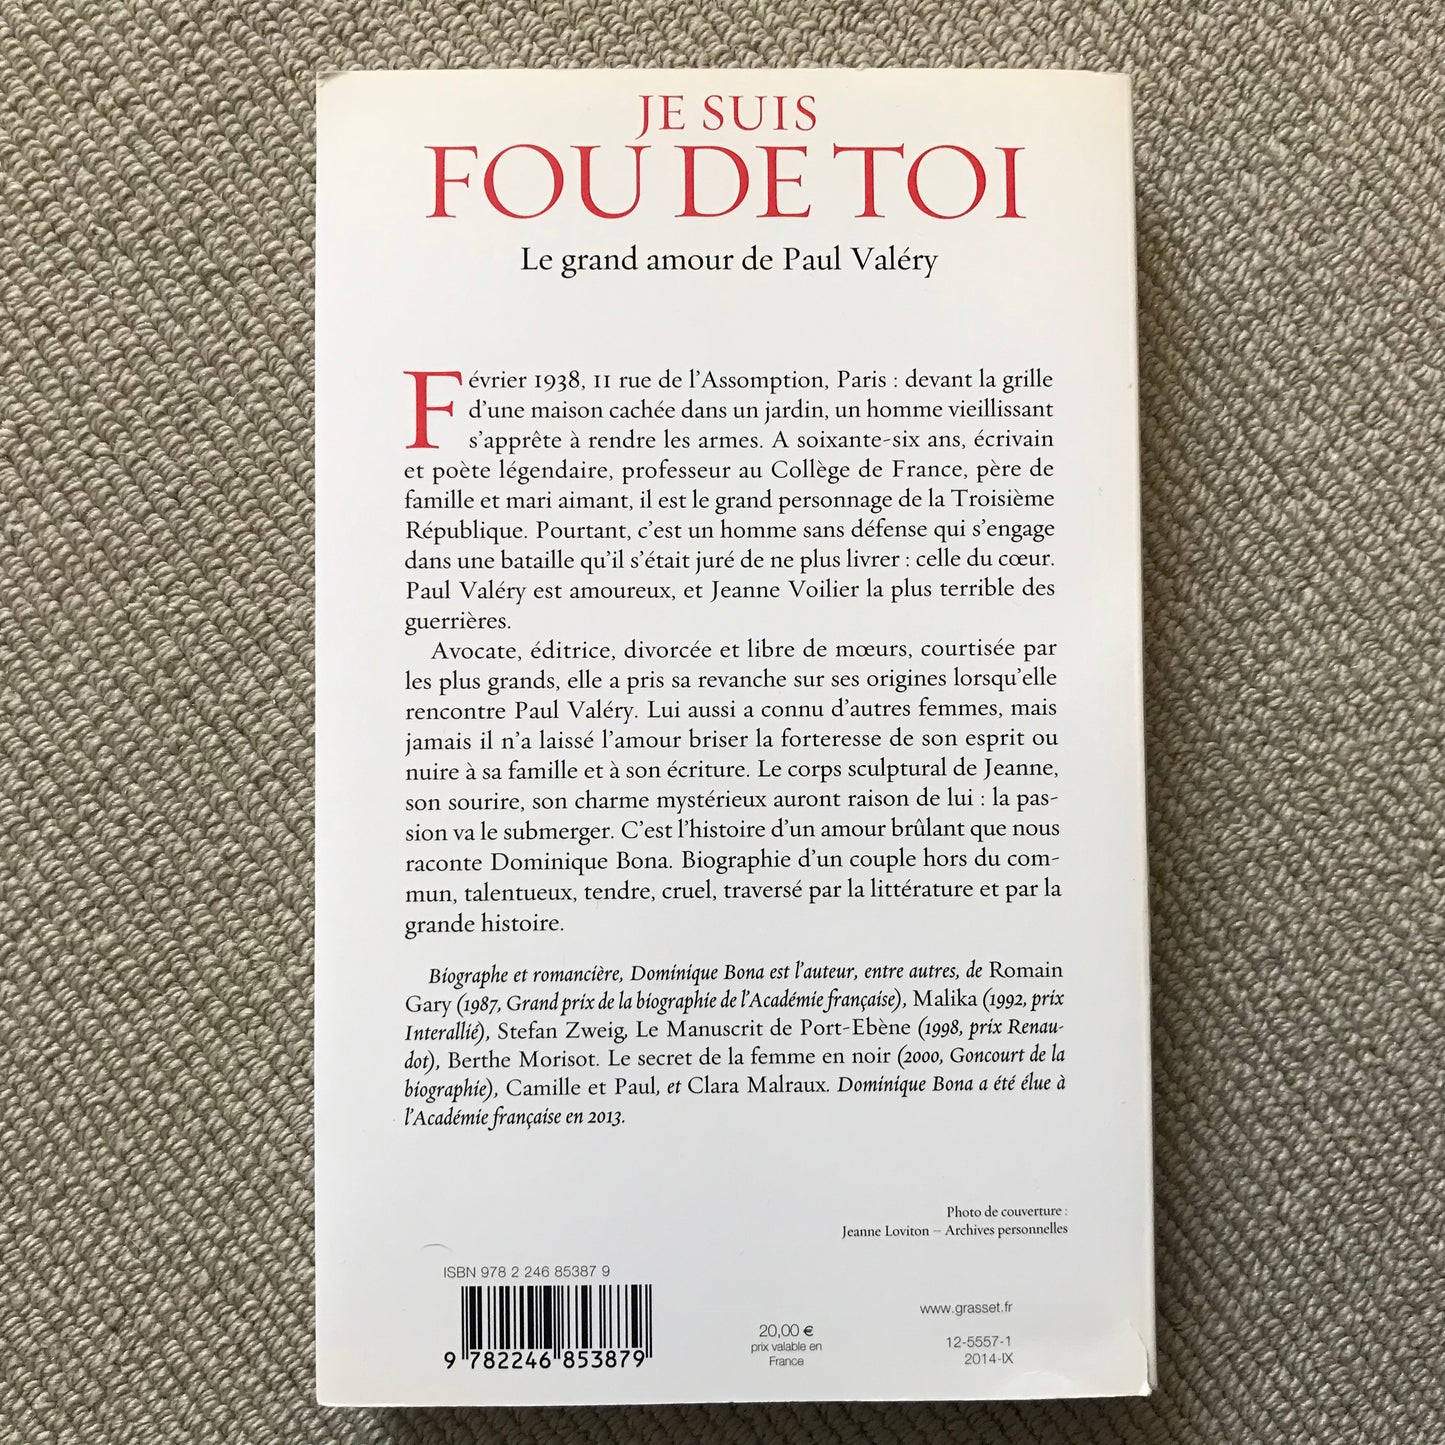 JE SUIS
FOU DE TOI
Le grand amour de Paul Valéry
Février 1938, 11 rue de l'Assomption, Paris : devant la grille
d'une maison cachée dans un jardin, un homme vieillissant
s'apprête à rendre les armes. A soixante-six ans, écrivain
et poète légendaire, professeur au Collège de France, père de
famille et mari aimant, il est le grand personnage de la Troisième
République. Pourtant, c'est un homme sans défense qui s'engage
dans une bataille qu'il s'était juré de ne plus livrer : celle du cœur.
Paul Valéry est amoureux, et Jeanne Voilier la plus terrible des
guerrières.
Avocate, éditrice, divorcée et libre de mœurs, courtisée par
les plus grands, elle a pris sa revanche sur ses origines lorsqu'elle
rencontre Paul Valéry. Lui aussi a connu d'autres femmes, mais
jamais il n'a laissé l'amour briser la forteresse de son esprit ou
nuire à sa famille et à son écriture. Le corps sculptural de Jeanne,
son sourire, son charme mystérieux auront raison de lui : la pas-
sion va le submerger. C'est l'histoire d'un amour brûlant que nous
raconte Dominique Bona. Biographie d'un couple hors du com-
mun, talentueux, tendre, cruel, traversé par la littérature et par la
grande histoire.
Biographe et romancière, Dominique Bona est l'auteur, entre autres, de Romain
Gary (1987, Grand prix de la biographie de l'Académie française), Malika (1992, prix
Interallié), Stefan Zweig, Le Manuscrit de Port-Ebène (1998, prix Renau-
dot), Berthe Morisot. Le secret de la femme en noir (2000, Goncourt de la
biographie), Camille et Paul, et Clara Malraux. Dominique Bona a été élue à
l'Académie française en 2013.
Photo de couverture :
Jeanne Loviton – Archives personnelles
ISBN 978 2 246 85387 9
9 782246 853879
20,00 €
prix valable en
France
www.grasset.fr
12-5557-1
2014-IX